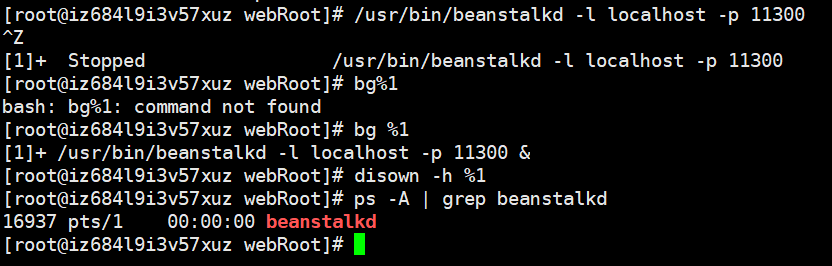 [root@iz684l9i3v57xuz webRoot]# /usr/bin/beanstalkd -l localhost -p 11300
^Z
[1]+  Stopped                 /usr/bin/beanstalkd -l localhost -p 11300
[root@iz684l9i3v57xuz webRoot]# bg%1
bash: bg%1: command not found
[root@iz684l9i3v57xuz webRoot]# bg %1
[1]+ /usr/bin/beanstalkd -l localhost -p 11300 &
[root@iz684l9i3v57xuz webRoot]# disown -h %1
[root@iz684l9i3v57xuz webRoot]# ps -A | grep beanstalkd
16937 pts/1    00:00:00 beanstalkd
[root@iz684l9i3v57xuz webRoot]#